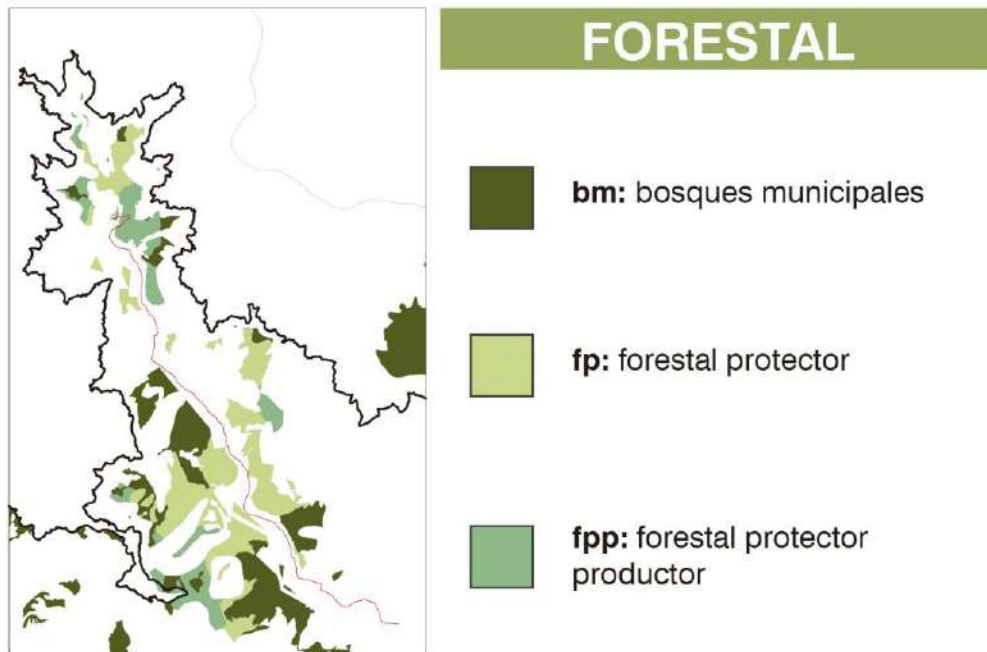 FORESTAL
bm: bosques municipales
fp: forestal protector
fpp: forestal protector
productor